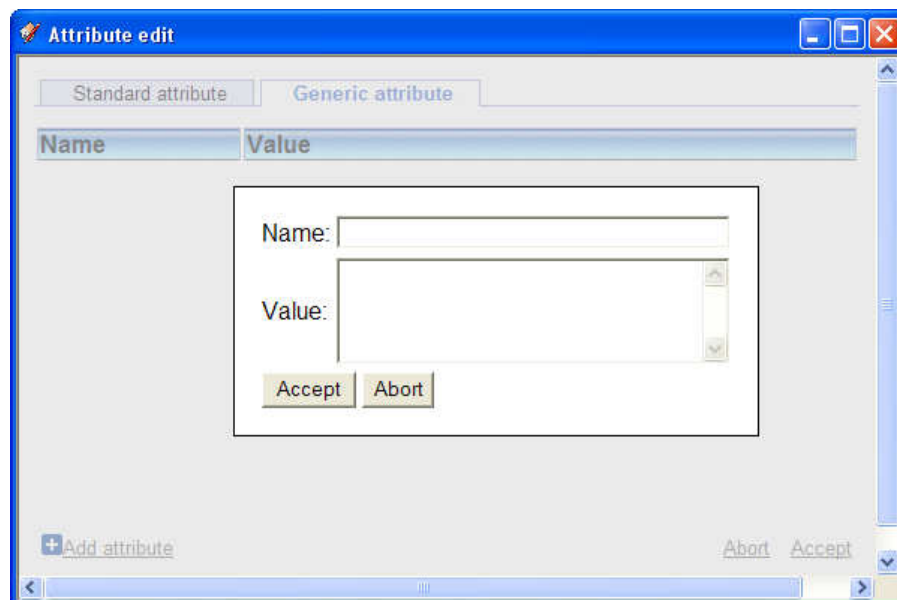 Attribute edit
Standard attribute Generic attribute
Name Value
Name:
Value:
Accept Abort
Add attribute Abort Accept